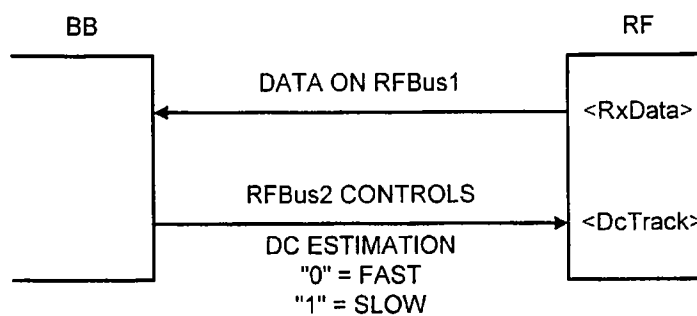 BB
RF
DATA ON RFBus1
<RxData>
RFBus2 CONTROLS
<DcTrack>
DC ESTIMATION
"0" = FAST
"1" = SLOW